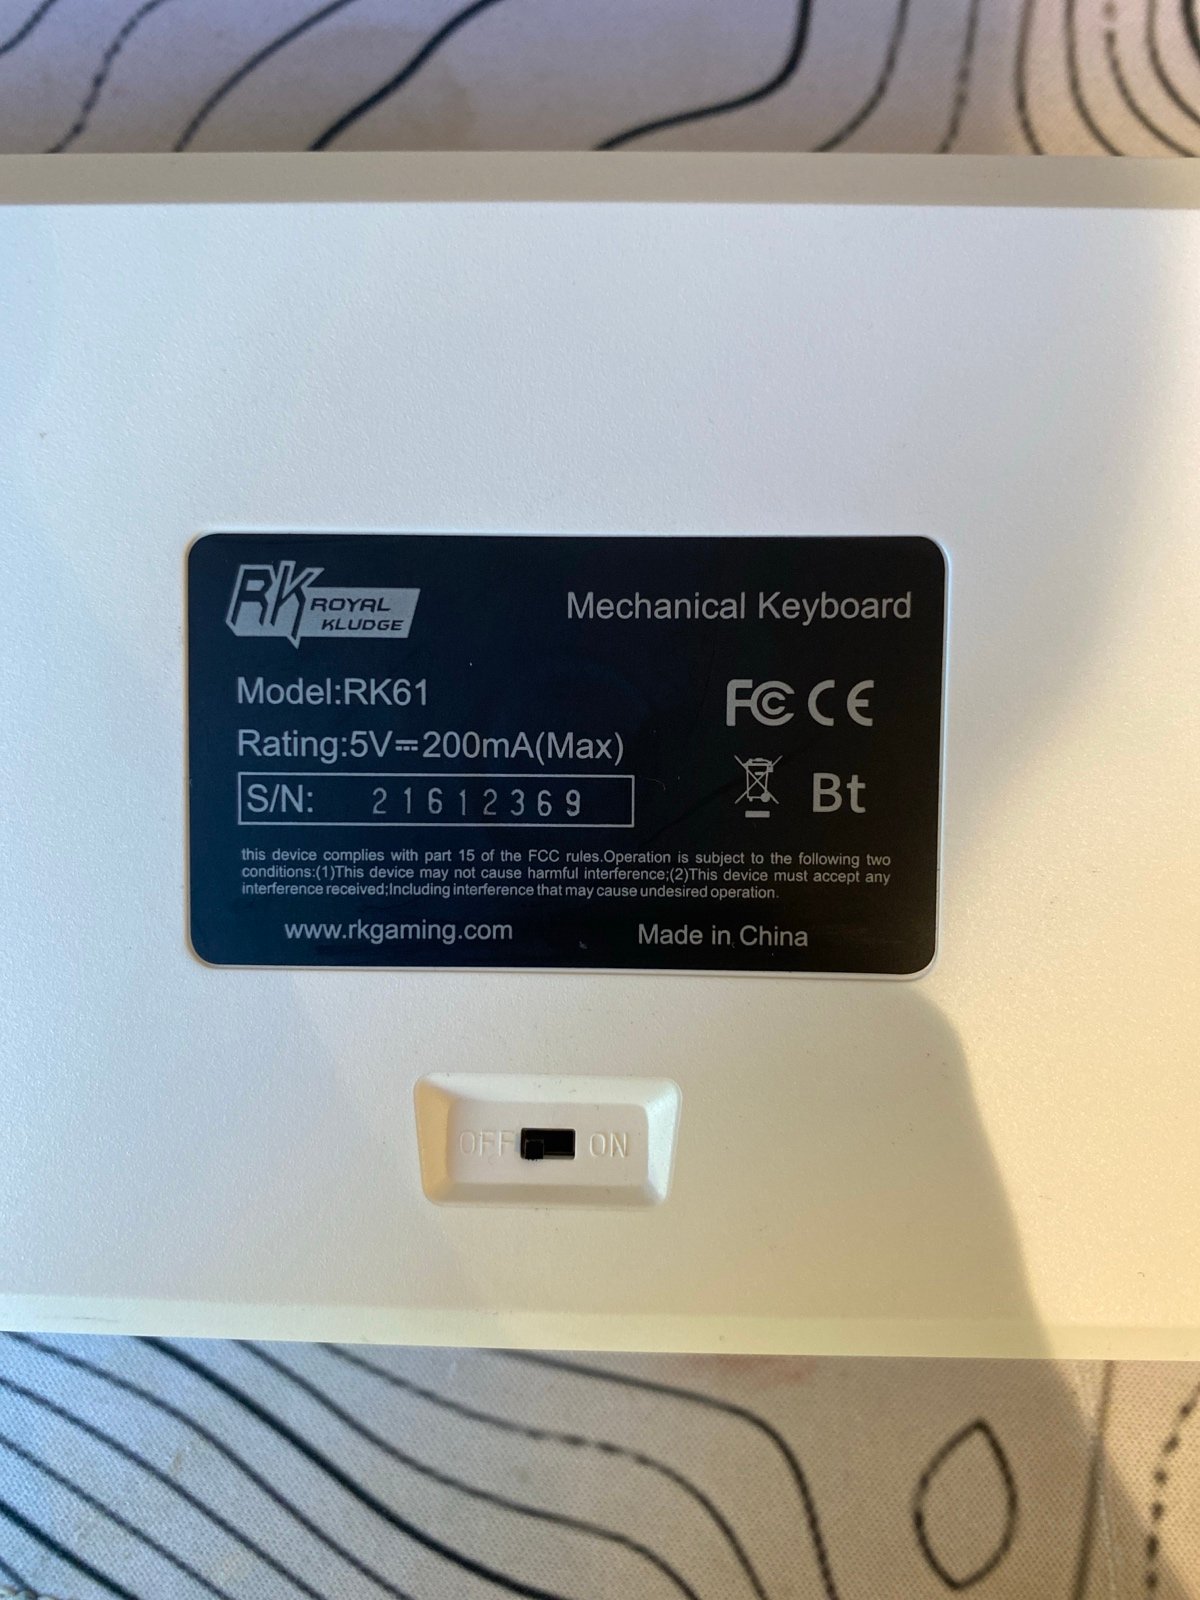 RK ROYAL KLUDGE
Mechanical Keyboard
Model:RK61
Rating:5V⎓200mA(Max)
S/N: 21612369
FC CE
Bt
this device complies with part 15 of the FCC rules.Operation is subject to the following two
conditions:(1)This device may not cause harmful interference;(2)This device must accept any
interference received;Including interference that may cause undesired operation.
www.rkgaming.com
Made in China
OFF ON